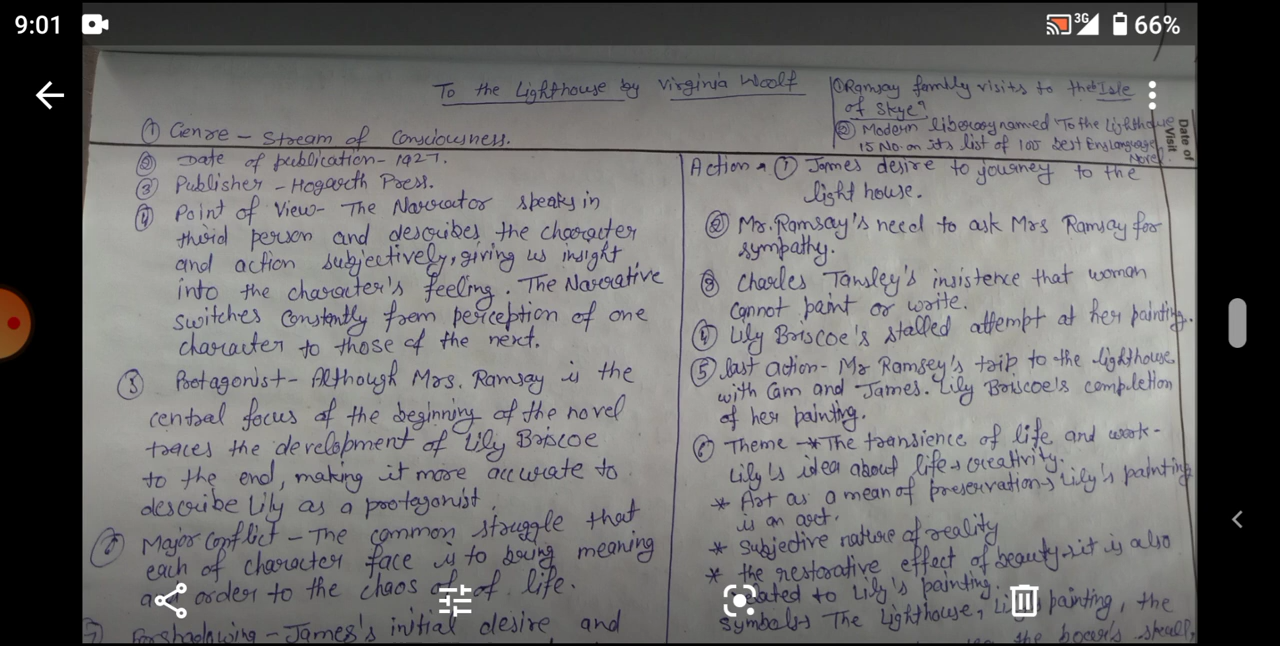 9:01
3G
66%
To the Lighthouse by Virginia Woolf
① Ramsay fambly visits to the Isle
of Skye
② Modern liberary named To the Lighthouse
15 No. on its list of 100 best Englanguage
Novel
Date of
Visit
① Genre - Stream of Consciousness.
② Date of publication - 1927.
③ Publisher - Hogarth Press.
④ Point of View - The Narrator speaks in
third person and describes the character
and action subjectively, giving us insight
into the character's feeling. The Narrative
switches constently from perception of one
character to those of the next.
⑤ Protagonist - Although Mrs. Ramsay is the
central focus of the beginning of the novel
traces the development of Lily Briscoe
to the end, making it more accurate to
describe Lily as a protagonist.
Major conflict - The common struggle that
each of character face is to bring meaning
and order to the chaos of of life.
7 Forshadowing - James's initial desire and
Action - ① James desire to journey to the
light house.
② Mr. Ramsay's need to ask Mrs Ramsay for
sympathy.
③ Charles Tansley's insistence that woman
cannot paint or write.
④ Lily Briscoe's stalled attempt at her painting.
⑤ last action - Mr Ramsey's trip to the lighthouse
with Cam and James. Lily Briscoe's completion
of her painting.
⑥ Theme → * The transience of life and work -
Lily's idea about life & creativity.
* Art as a mean of preservation → Lily's painting
is an art.
* Subjective nature of reality
* the restorative effect of beauty → it is also
related to Lily's painting.
Symbols → The Lighthouse, Lily's painting, the
the boar's skull,